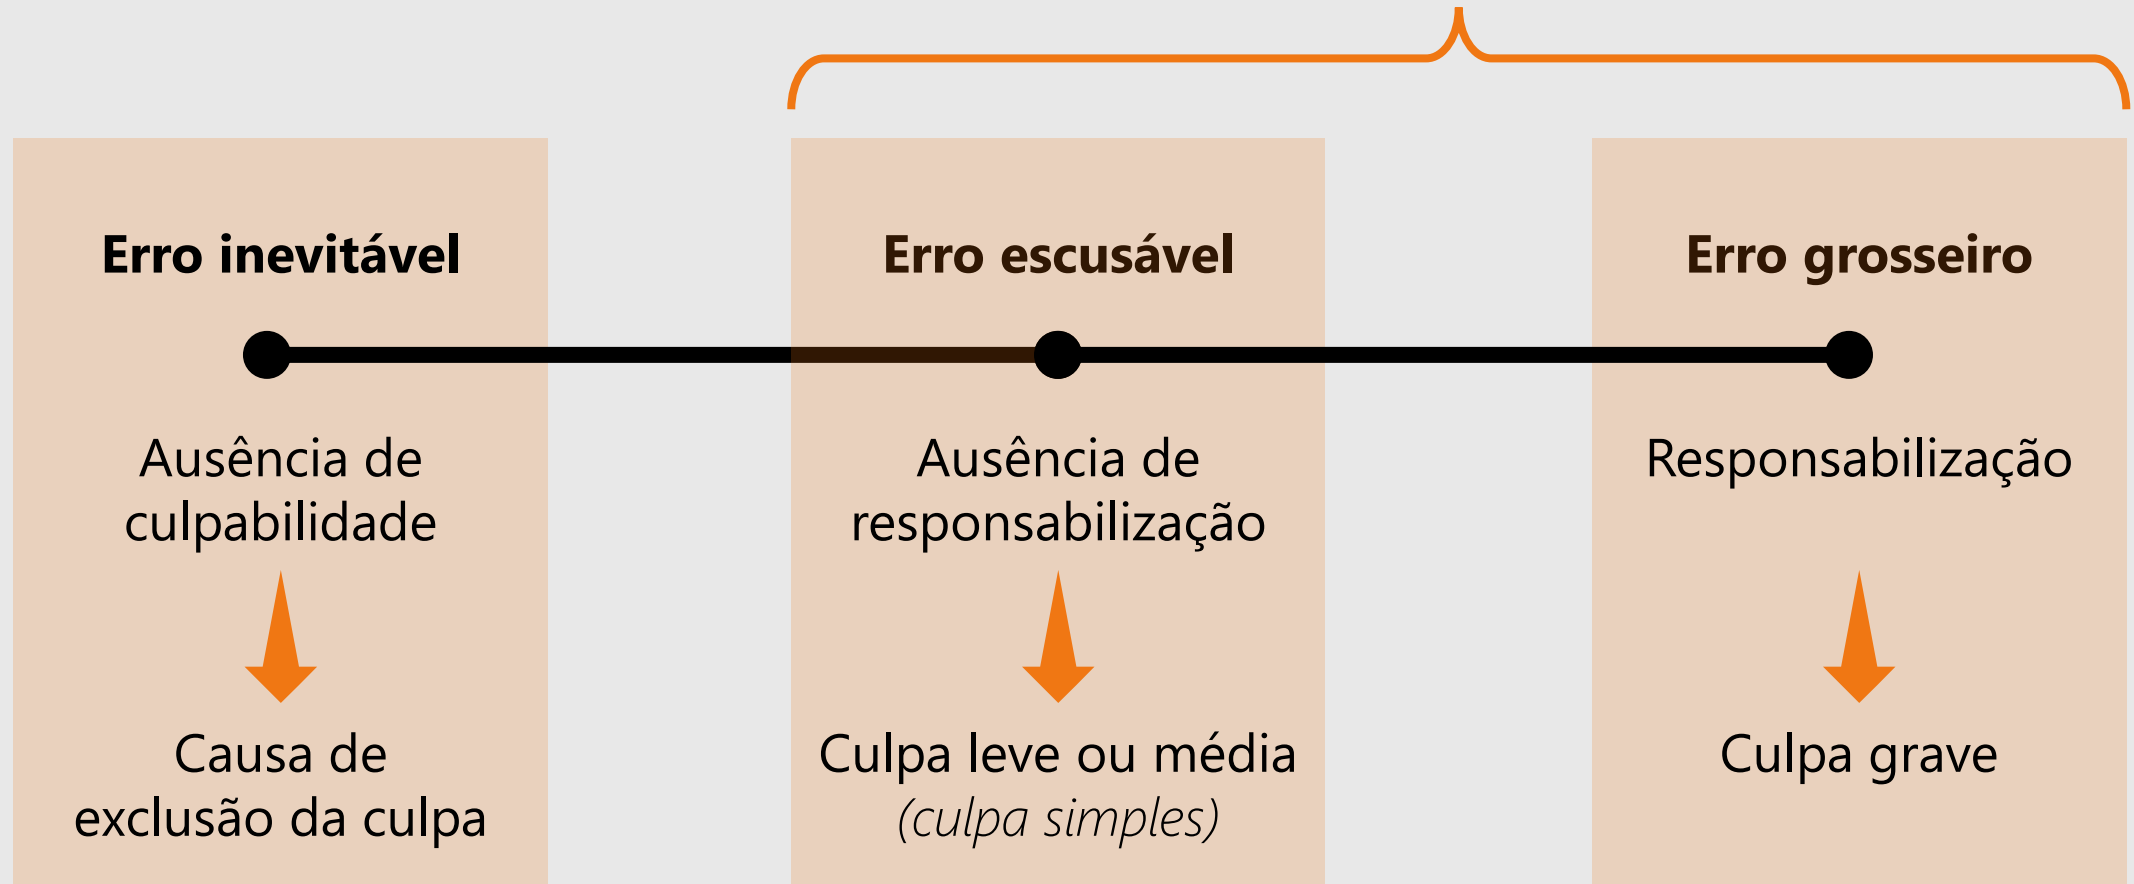 Erro inevitável
Erro escusável
Erro grosseiro
Ausência de
culpabilidade
Ausência de
responsabilização
Responsabilização
Causa de
exclusão da culpa
Culpa leve ou média
(culpa simples)
Culpa grave